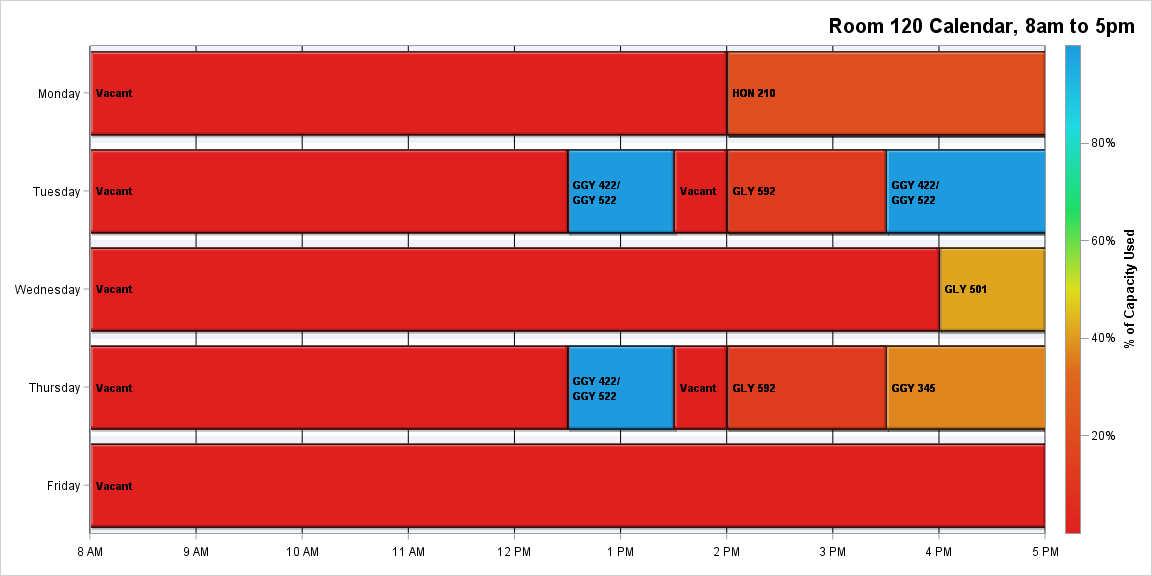 Room 120 Calendar, 8am to 5pm
Monday
Vacant
HON 210
Tuesday
Vacant
GGY 422/
GGY 522
Vacant
GLY 592
GGY 422/
GGY 522
Wednesday
Vacant
GLY 501
Thursday
Vacant
GGY 422/
GGY 522
Vacant
GLY 592
GGY 345
Friday
Vacant
8 AM
9 AM
10 AM
11 AM
12 PM
1 PM
2 PM
3 PM
4 PM
5 PM
80%
60%
40%
20%
% of Capacity Used